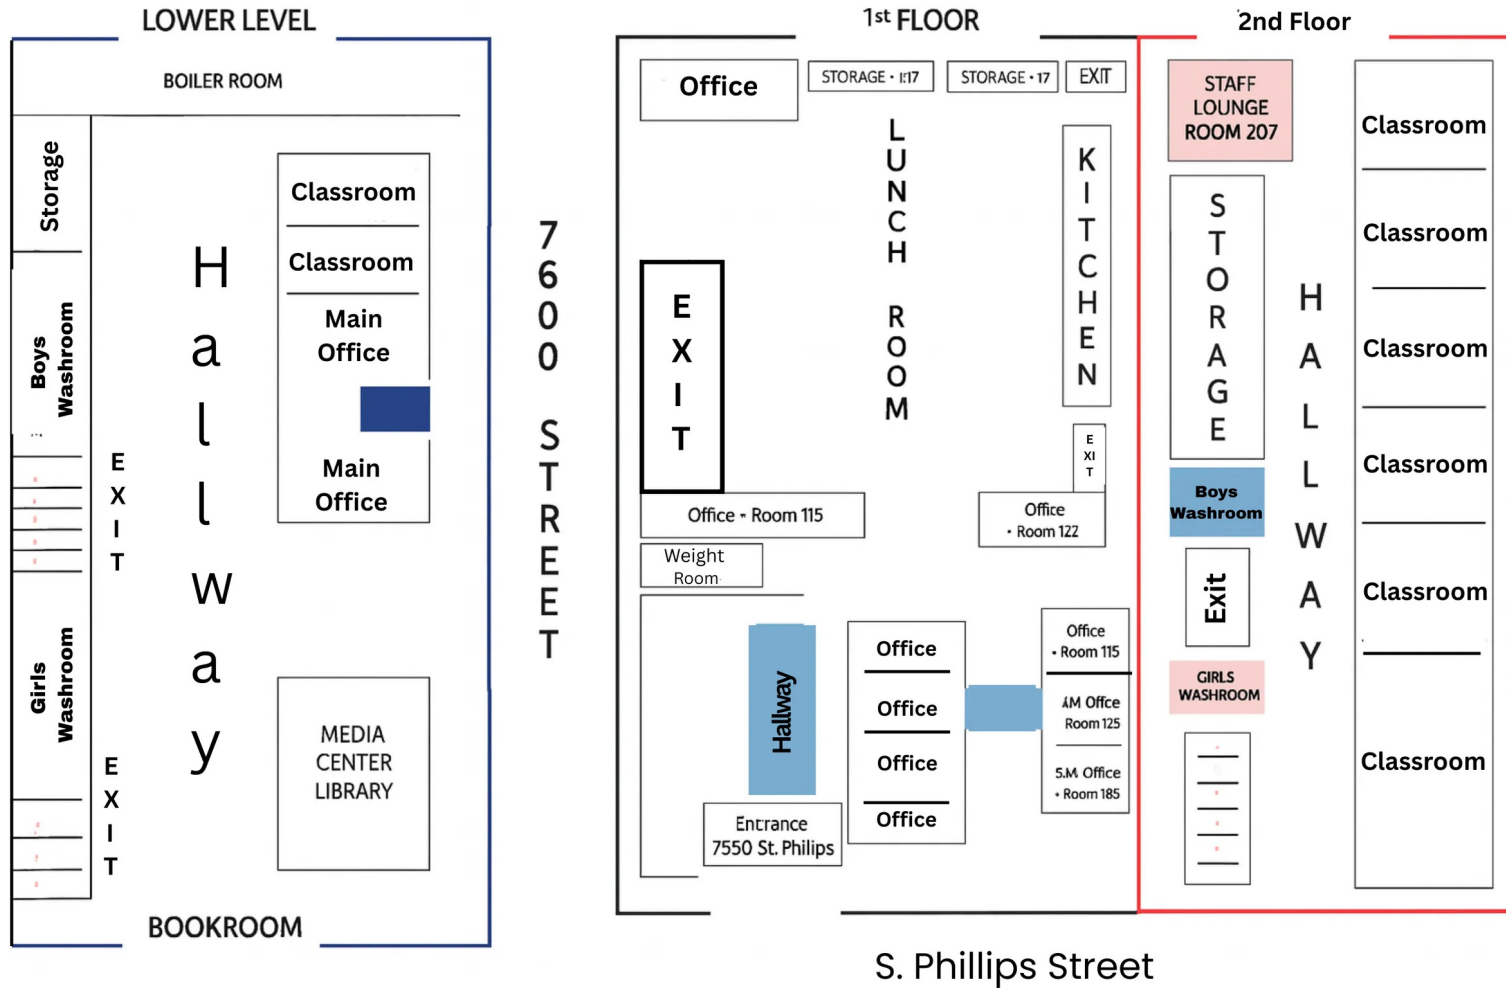 LOWER LEVEL
BOILER ROOM
Storage
Boys
Washroom
Girls
Washroom
EXIT
EXIT
Hallway
Classroom
Classroom
Main
Office
Main
Office
MEDIA
CENTER
LIBRARY
BOOKROOM
7600 STREET
1st FLOOR
Office
STORAGE •
STORAGE • 17
EXIT
LUNCH ROOM
KITCHEN
EXIT
EXIT
Office - Room 115
Office
• Room 122
Weight
Room
Hallway
Entrance
7550 St. Philips
Office
Office
Office
Office
Office
• Room 115
Room 125
S.M Office
• Room 185
2nd Floor
STAFF
LOUNGE
ROOM 207
STORAGE
Boys
Washroom
Exit
GIRLS
WASHROOM
HALLWAY
Classroom
Classroom
Classroom
Classroom
Classroom
Classroom
S. Phillips Street